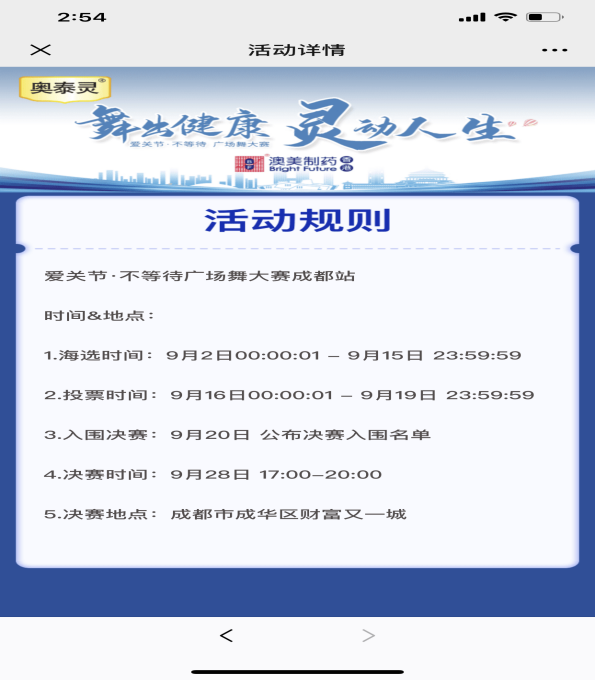 2:54
活动详情
奥泰灵®
舞出健康 灵动人生
爱关节·不等待 广场舞大赛
澳美制药
Bright Future
活动规则
爱关节·不等待广场舞大赛成都站
时间&地点：
1.海选时间：9月2日00:00:01 – 9月15日 23:59:59
2.投票时间：9月16日00:00:01 – 9月19日 23:59:59
3.入围决赛：9月20日 公布决赛入围名单
4.决赛时间：9月28日 17:00–20:00
5.决赛地点：成都市成华区财富又一城